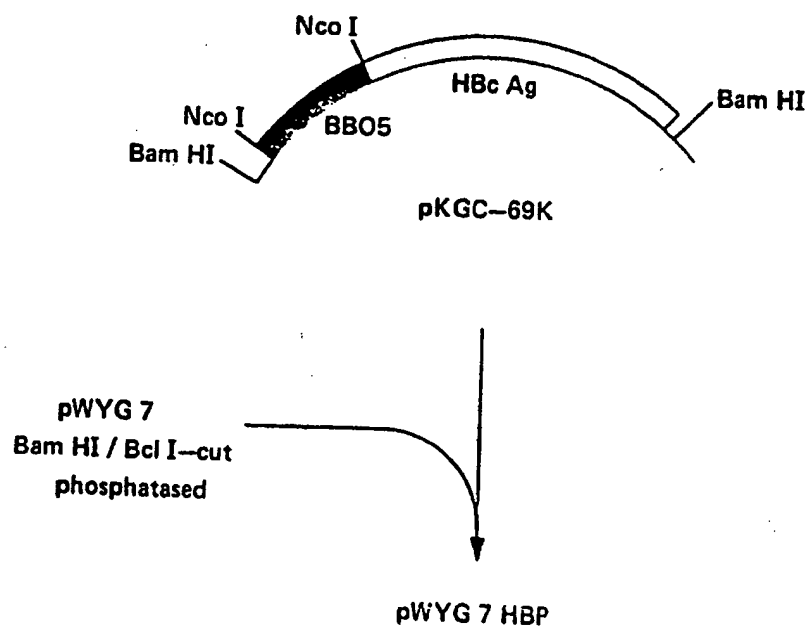 Nco I
HBc Ag
Bam HI
Nco I
BB05
Bam HI
pKGC-69K
pWYG 7
Bam HI / Bcl I-cut
phosphatased
pWYG 7 HBP